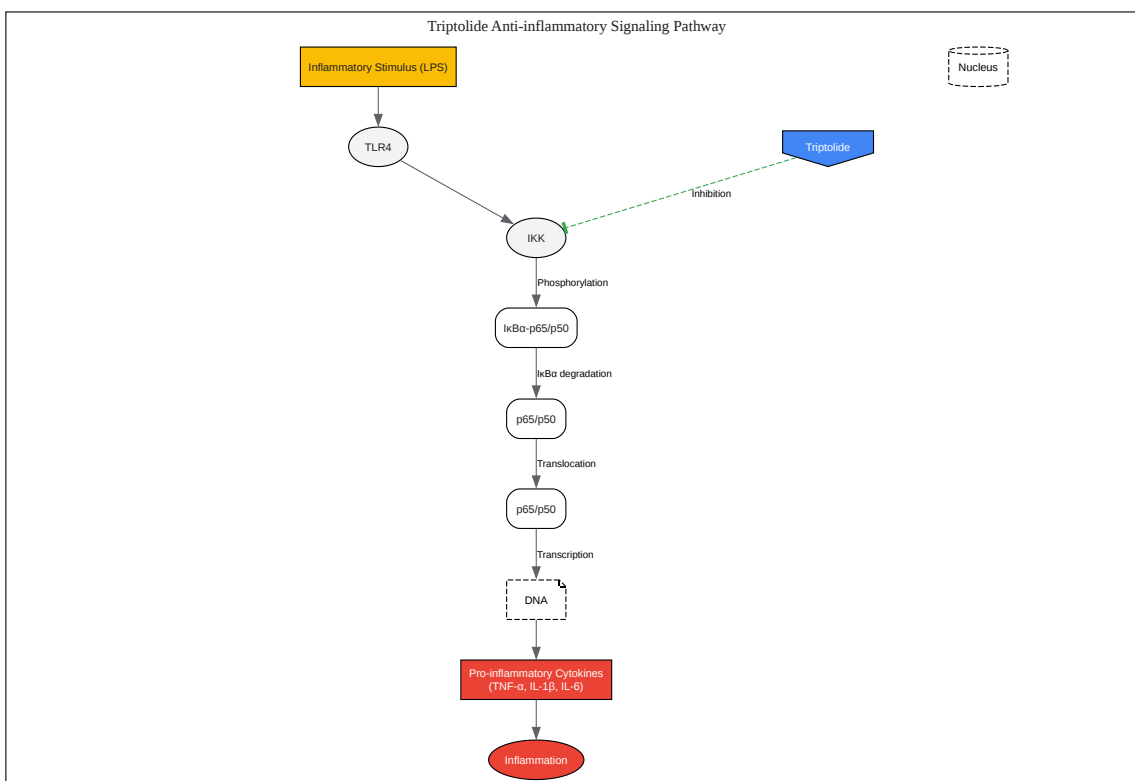 Triptolide Anti-inflammatory Signaling Pathway
Inflammatory Stimulus (LPS)
Nucleus
TLR4
Triptolide
Inhibition
IKK
Phosphorylation
IκBα-p65/p50
IκBα degradation
p65/p50
Translocation
p65/p50
Transcription
DNA
Pro-inflammatory Cytokines
(TNF-α, IL-1β, IL-6)
Inflammation